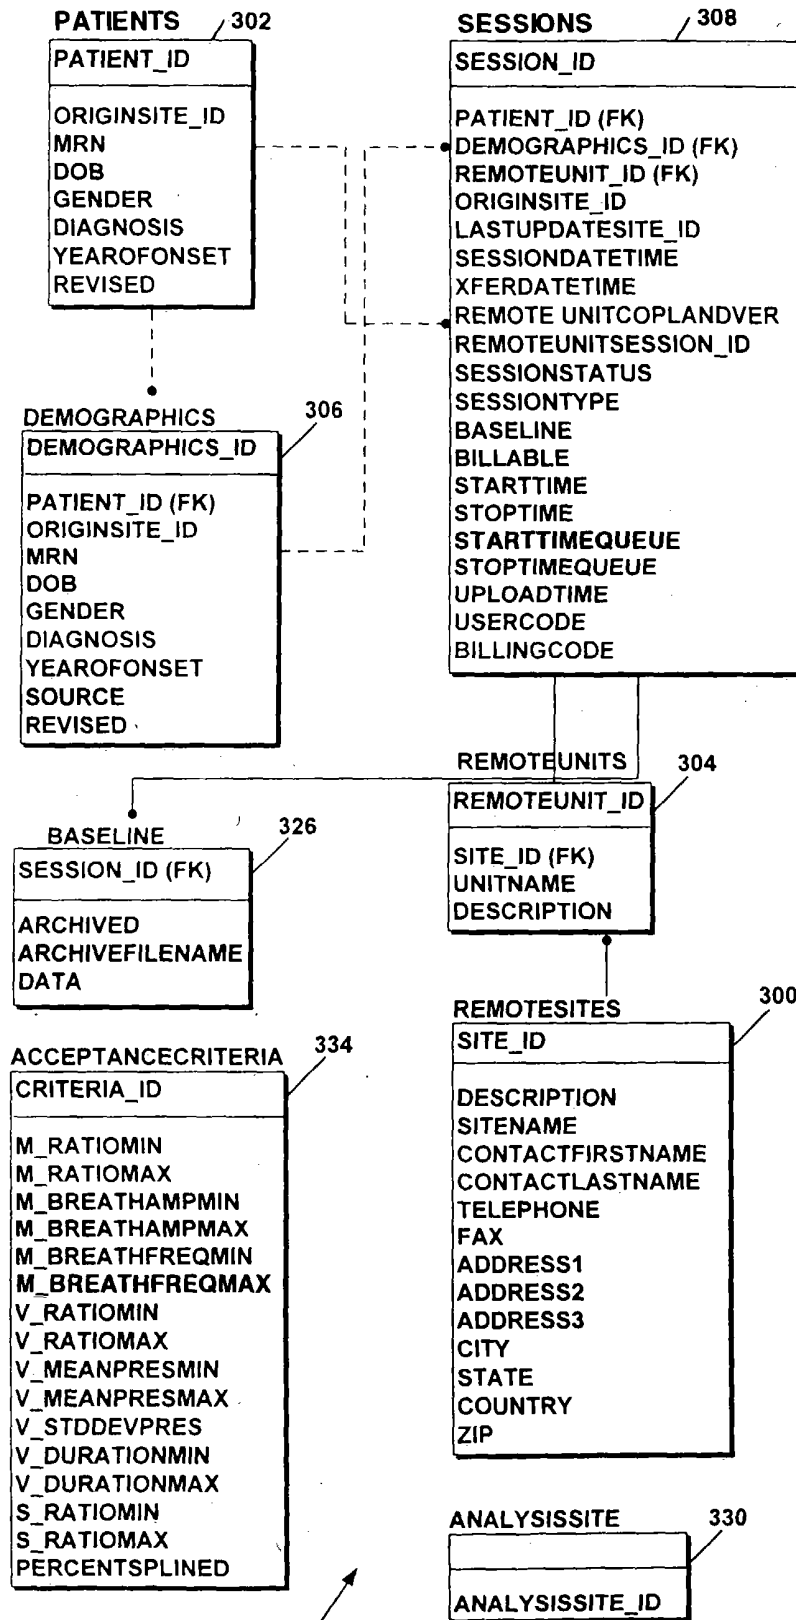 PATIENTS
302
PATIENT_ID
ORIGINSITE_ID
MRN
DOB
GENDER
DIAGNOSIS
YEAROFONSET
REVISED
SESSIONS
308
SESSION_ID
PATIENT_ID (FK)
DEMOGRAPHICS_ID (FK)
REMOTEUNIT_ID (FK)
ORIGINSITE_ID
LASTUPDATESITE_ID
SESSIONDATETIME
XFERDATETIME
REMOTE UNITCOPLANDVER
REMOTEUNITSESSION_ID
SESSIONSTATUS
SESSIONTYPE
BASELINE
BILLABLE
STARTTIME
STOPTIME
STARTTIMEQUEUE
STOPTIMEQUEUE
UPLOADTIME
USERCODE
BILLINGCODE
DEMOGRAPHICS
306
DEMOGRAPHICS_ID
PATIENT_ID (FK)
ORIGINSITE_ID
MRN
DOB
GENDER
DIAGNOSIS
YEAROFONSET
SOURCE
REVISED
REMOTEUNITS
304
REMOTEUNIT_ID
SITE_ID (FK)
UNITNAME
DESCRIPTION
BASELINE
326
SESSION_ID (FK)
ARCHIVED
ARCHIVEFILENAME
DATA
REMOTESITES
300
SITE_ID
DESCRIPTION
SITENAME
CONTACTFIRSTNAME
CONTACTLASTNAME
TELEPHONE
FAX
ADDRESS1
ADDRESS2
ADDRESS3
CITY
STATE
COUNTRY
ZIP
ACCEPTANCECRITERIA
334
CRITERIA_ID
M_RATIOMIN
M_RATIOMAX
M_BREATHAMPMIN
M_BREATHAMPMAX
M_BREATHFREQMIN
M_BREATHFREQMAX
V_RATIOMIN
V_RATIOMAX
V_MEANPRESMIN
V_MEANPRESMAX
V_STDDEVPRES
V_DURATIONMIN
V_DURATIONMAX
S_RATIOMIN
S_RATIOMAX
PERCENTSPLINED
ANALYSISSITE
330
ANALYSISSITE_ID